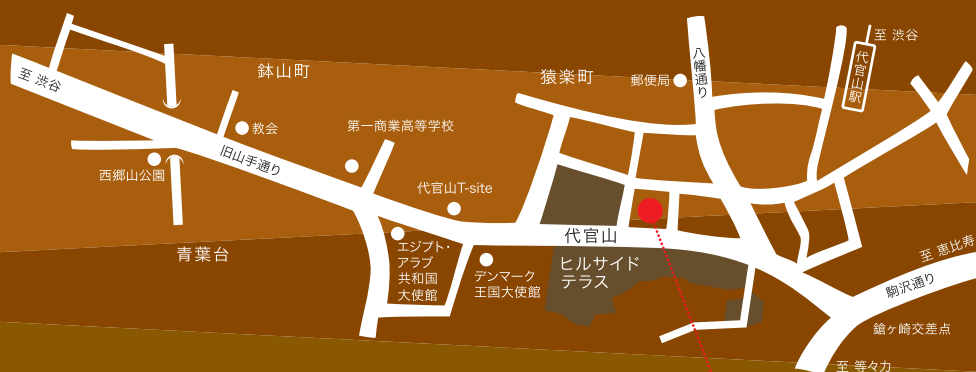 至 渋谷
代官山駅
八幡通り
至 渋谷
鉢山町
猿楽町
郵便局
教会
第一商業高等学校
旧山手通り
西郷山公園
代官山T-site
青葉台
エジプト・
アラブ
共和国
大使館
代官山
ヒルサイド
テラス
デンマーク
王国大使館
至 恵比寿
駒沢通り
鎗ヶ崎交差点
至 等々力